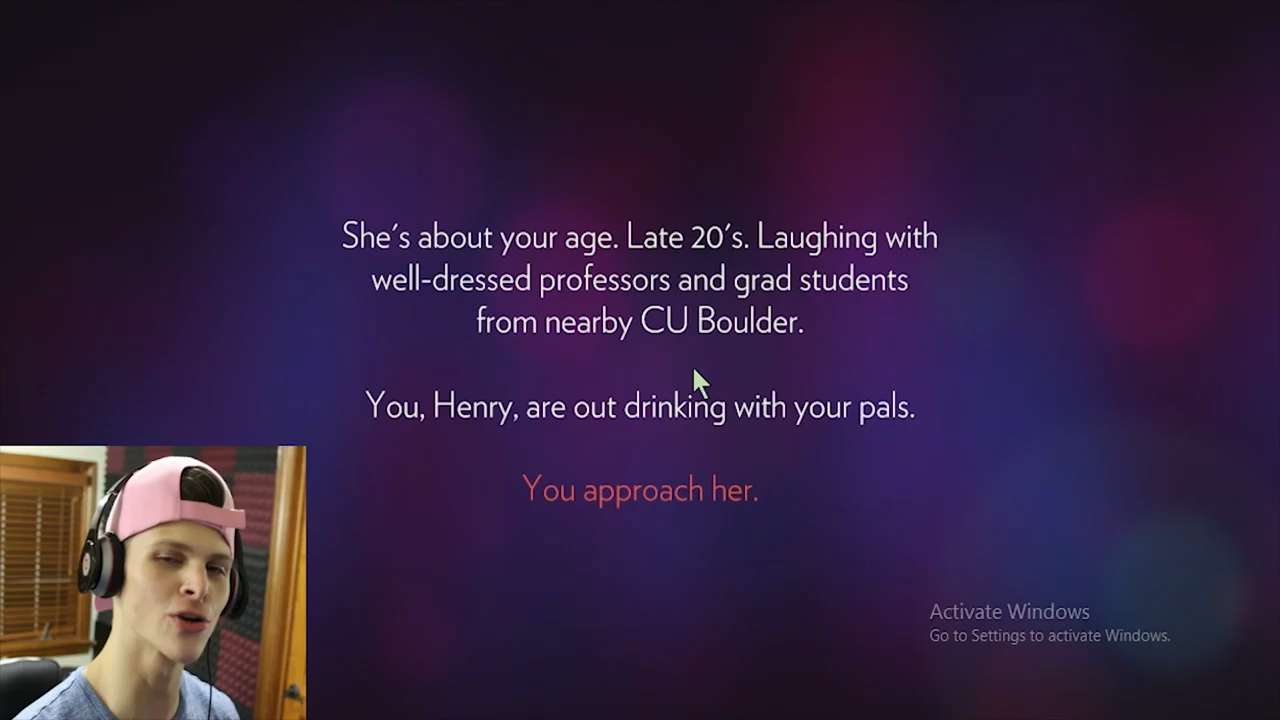 She's about your age. Late 20's. Laughing with
well-dressed professors and grad students
from nearby CU Boulder.
You, Henry, are out drinking with your pals.
You approach her.
Activate Windows
Go to Settings to activate Windows.